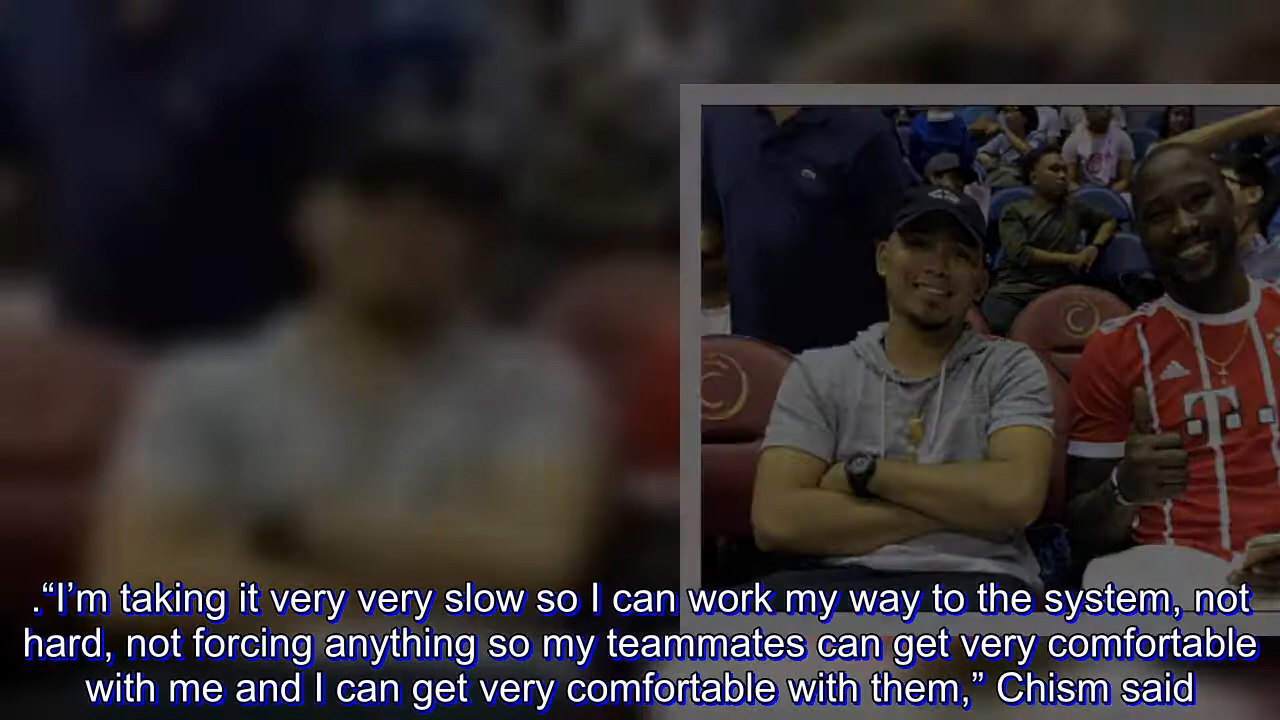 T
.“I’m taking it very very slow so I can work my way to the system, not
hard, not forcing anything so my teammates can get very comfortable
with me and I can get very comfortable with them,” Chism said